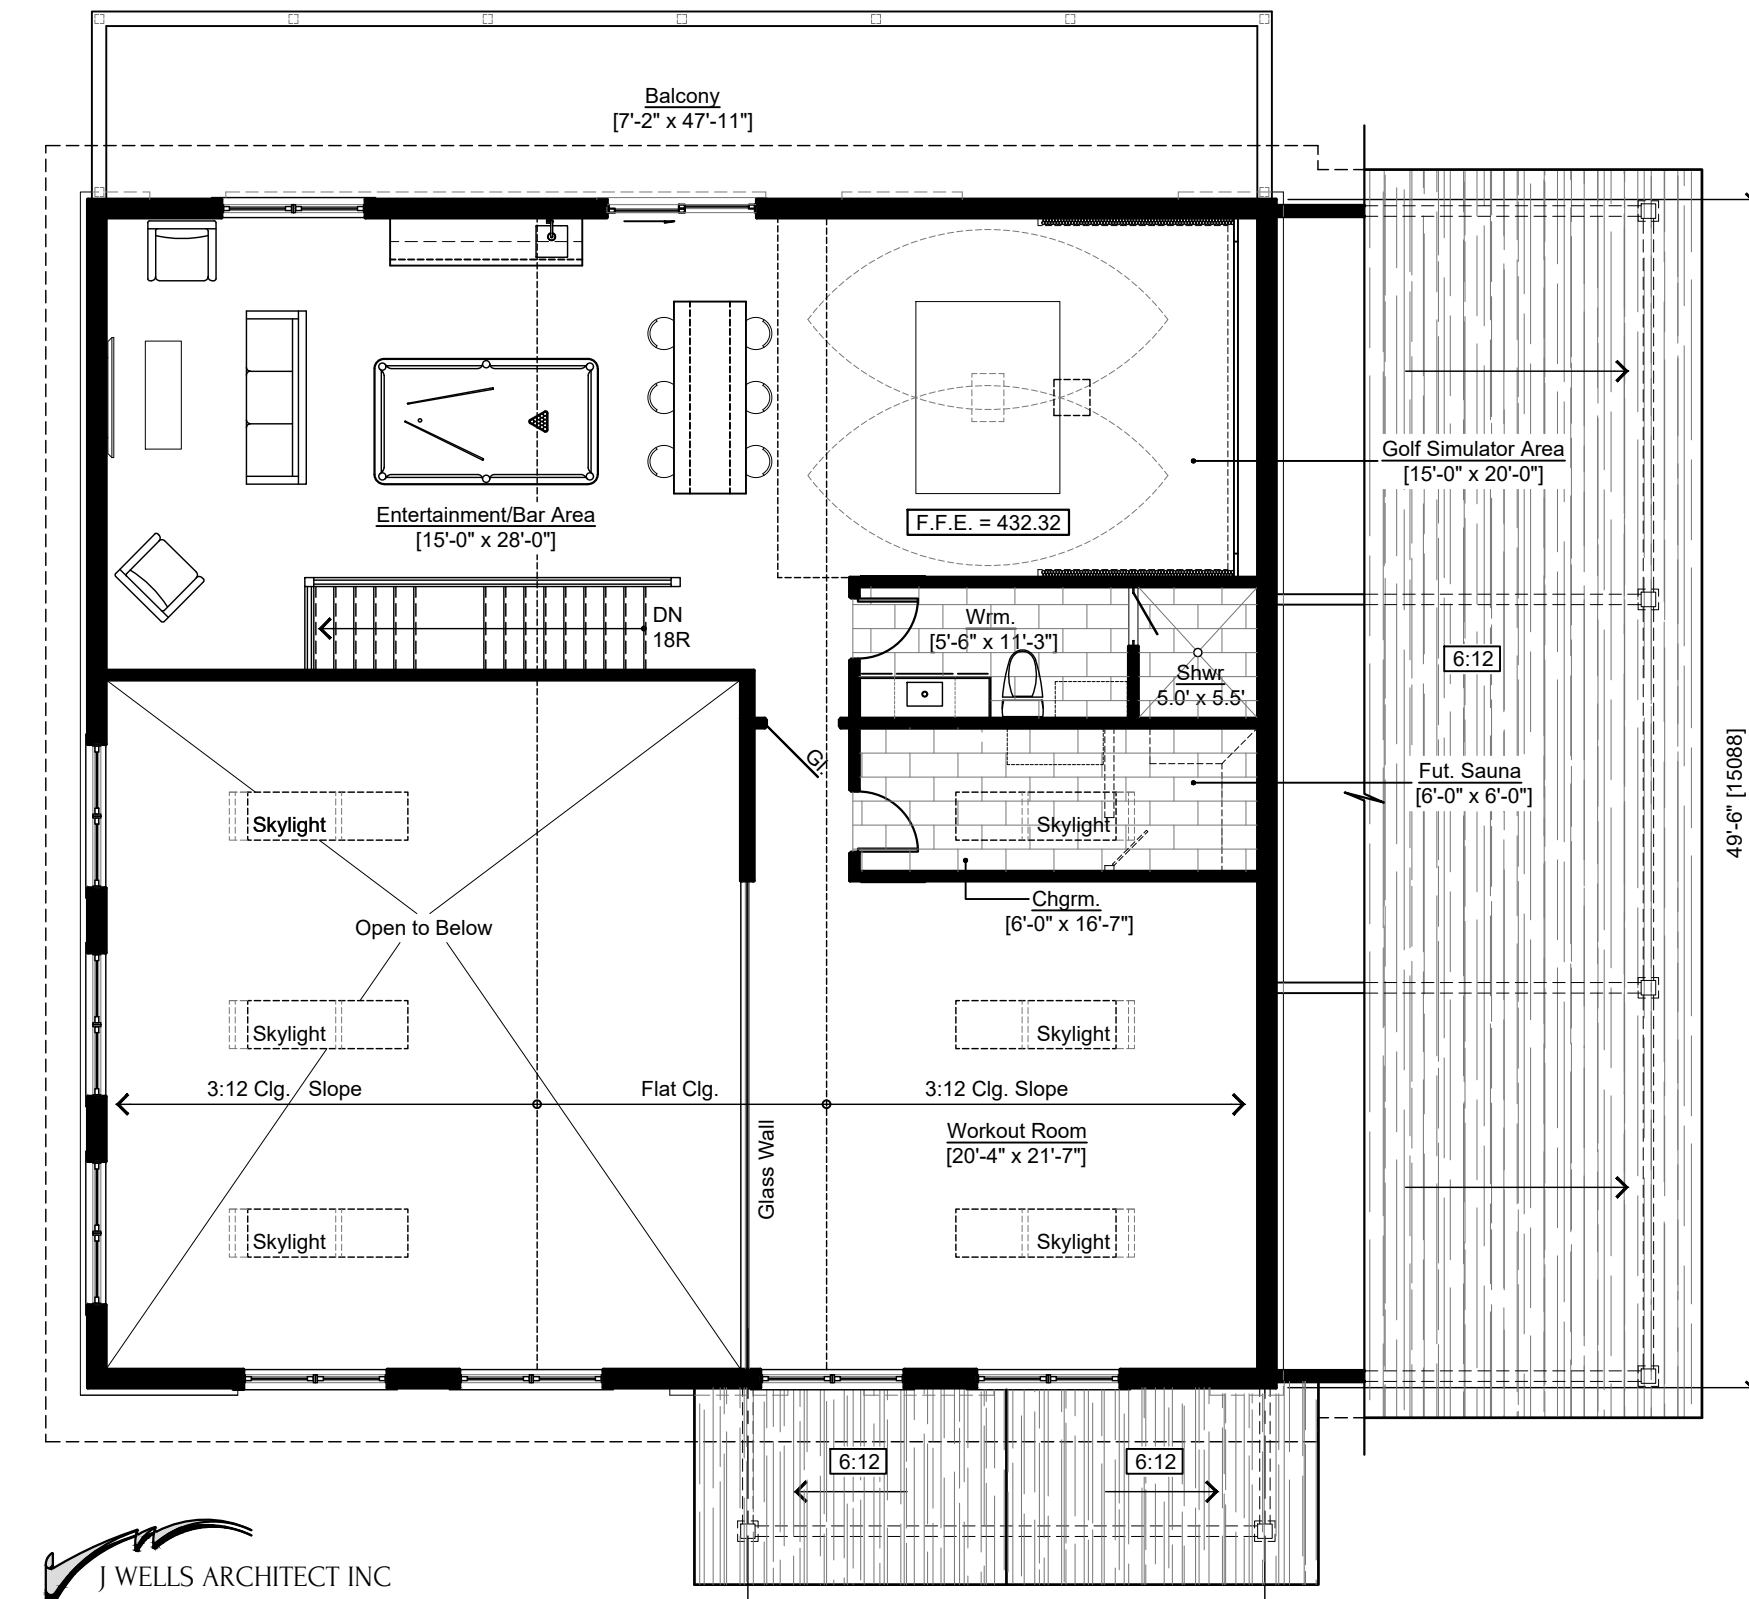 Balcony
[7'-2" x 47'-11"]
Golf Simulator Area
[15'-0" x 20'-0"]
Entertainment/Bar Area
[15'-0" x 28'-0"]
F.F.E. = 432.32
DN
18R
Wrm.
[5'-6" x 11'-3"]
Shwr
5.0' x 5.5'
6:12
Gl.
Fut. Sauna
[6'-0" x 6'-0"]
49'-6" [15088]
Skylight
Skylight
Chgrm.
[6'-0" x 16'-7"]
Open to Below
Skylight
Skylight
3:12 Clg. Slope
Flat Clg.
3:12 Clg. Slope
Workout Room
[20'-4" x 21'-7"]
Glass Wall
Skylight
Skylight
6:12
6:12
J WELLS ARCHITECT INC